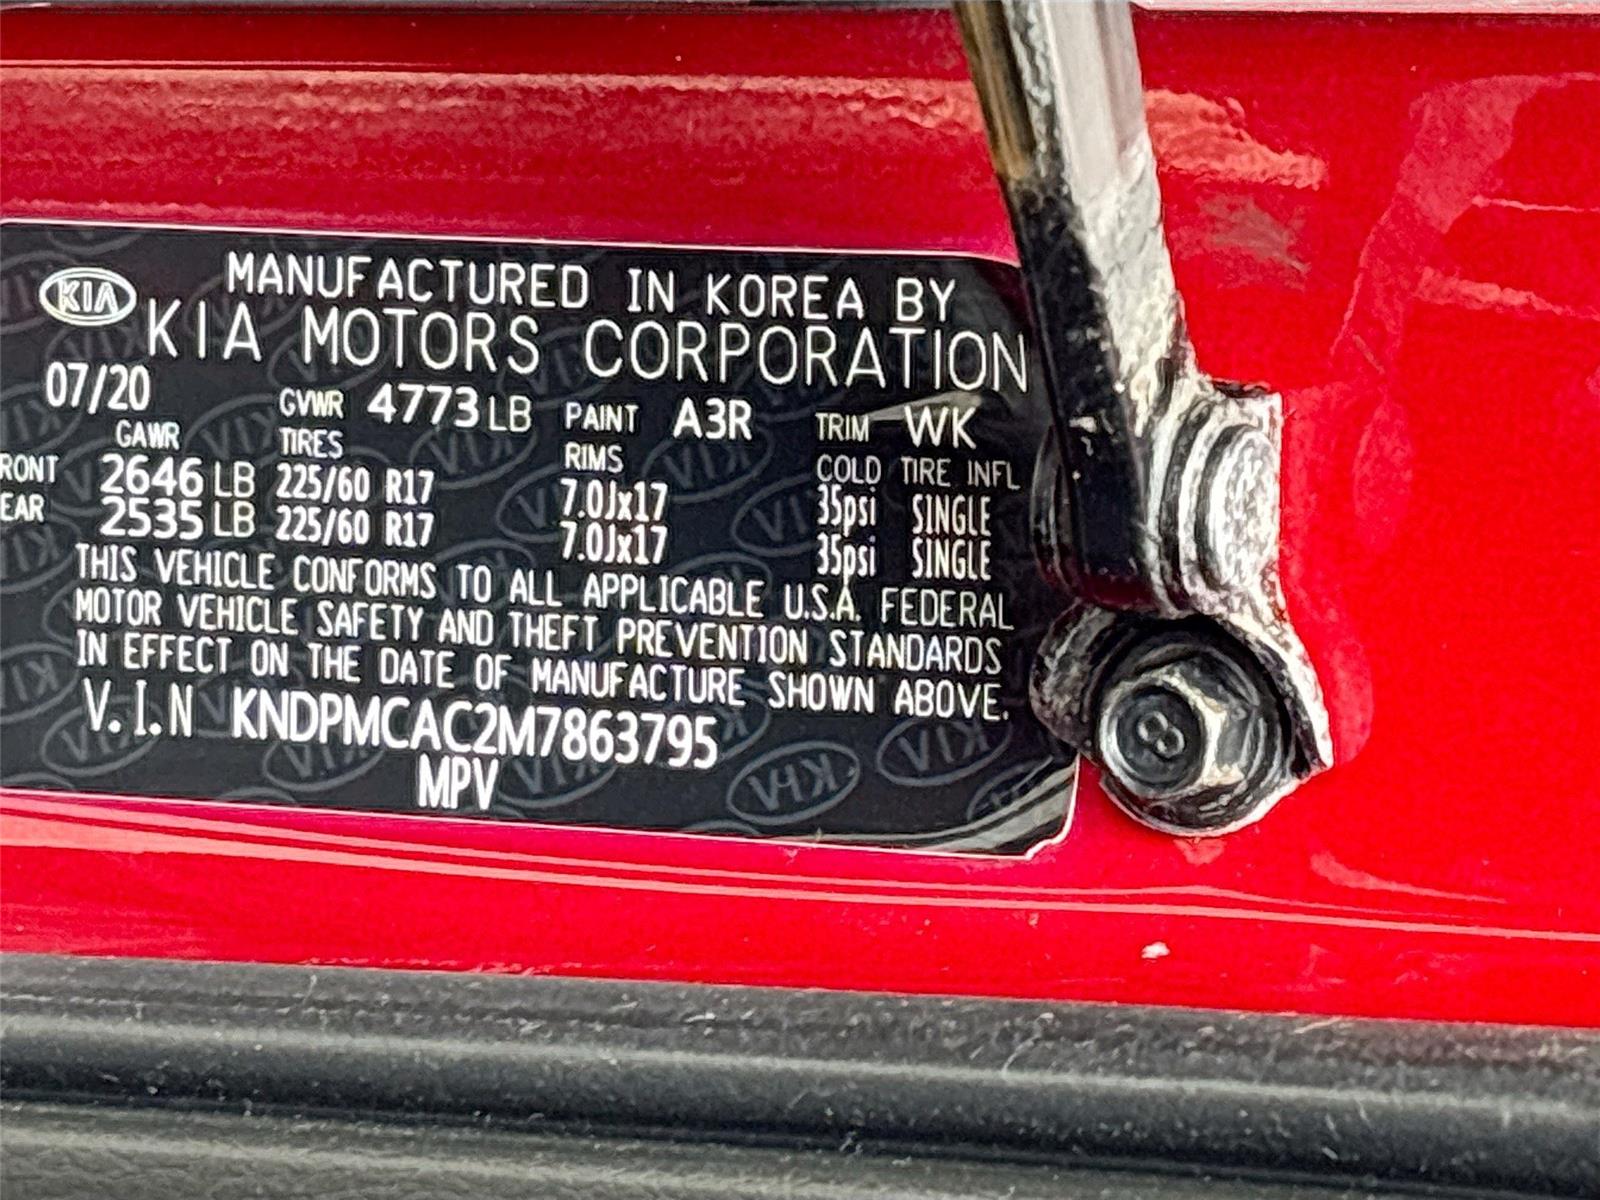 KIA
MANUFACTURED IN KOREA BY
KIA MOTORS CORPORATION
07/20 GVWR 4773 LB PAINT A3R TRIM WK
GAWR TIRES RIMS COLD TIRE INFL
RONT 2646 LB 225/60 R17 7.0Jx17 35psi SINGLE
EAR 2535 LB 225/60 R17 7.0Jx17 35psi SINGLE
THIS VEHICLE CONFORMS TO ALL APPLICABLE U.S.A. FEDERAL
MOTOR VEHICLE SAFETY AND THEFT PREVENTION STANDARDS
IN EFFECT ON THE DATE OF MANUFACTURE SHOWN ABOVE.
V.I.N KNDPMCAC2M7863795
MPV
8